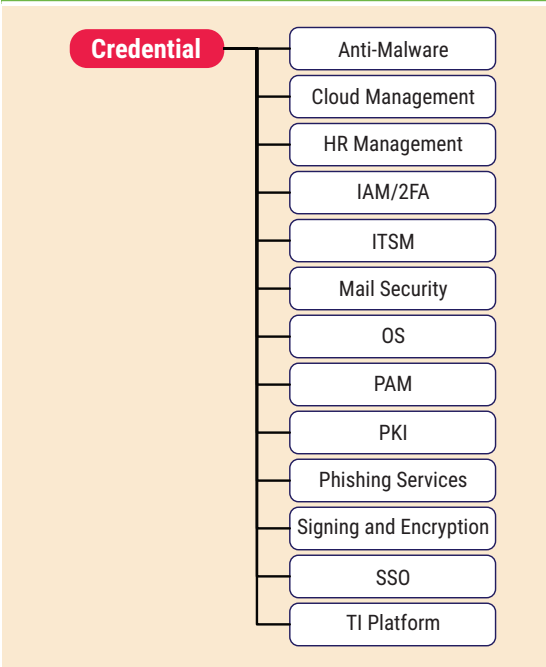 Credential
Anti-Malware
Cloud Management
HR Management
IAM/2FA
ITSM
Mail Security
OS
PAM
PKI
Phishing Services
Signing and Encryption
SSO
TI Platform